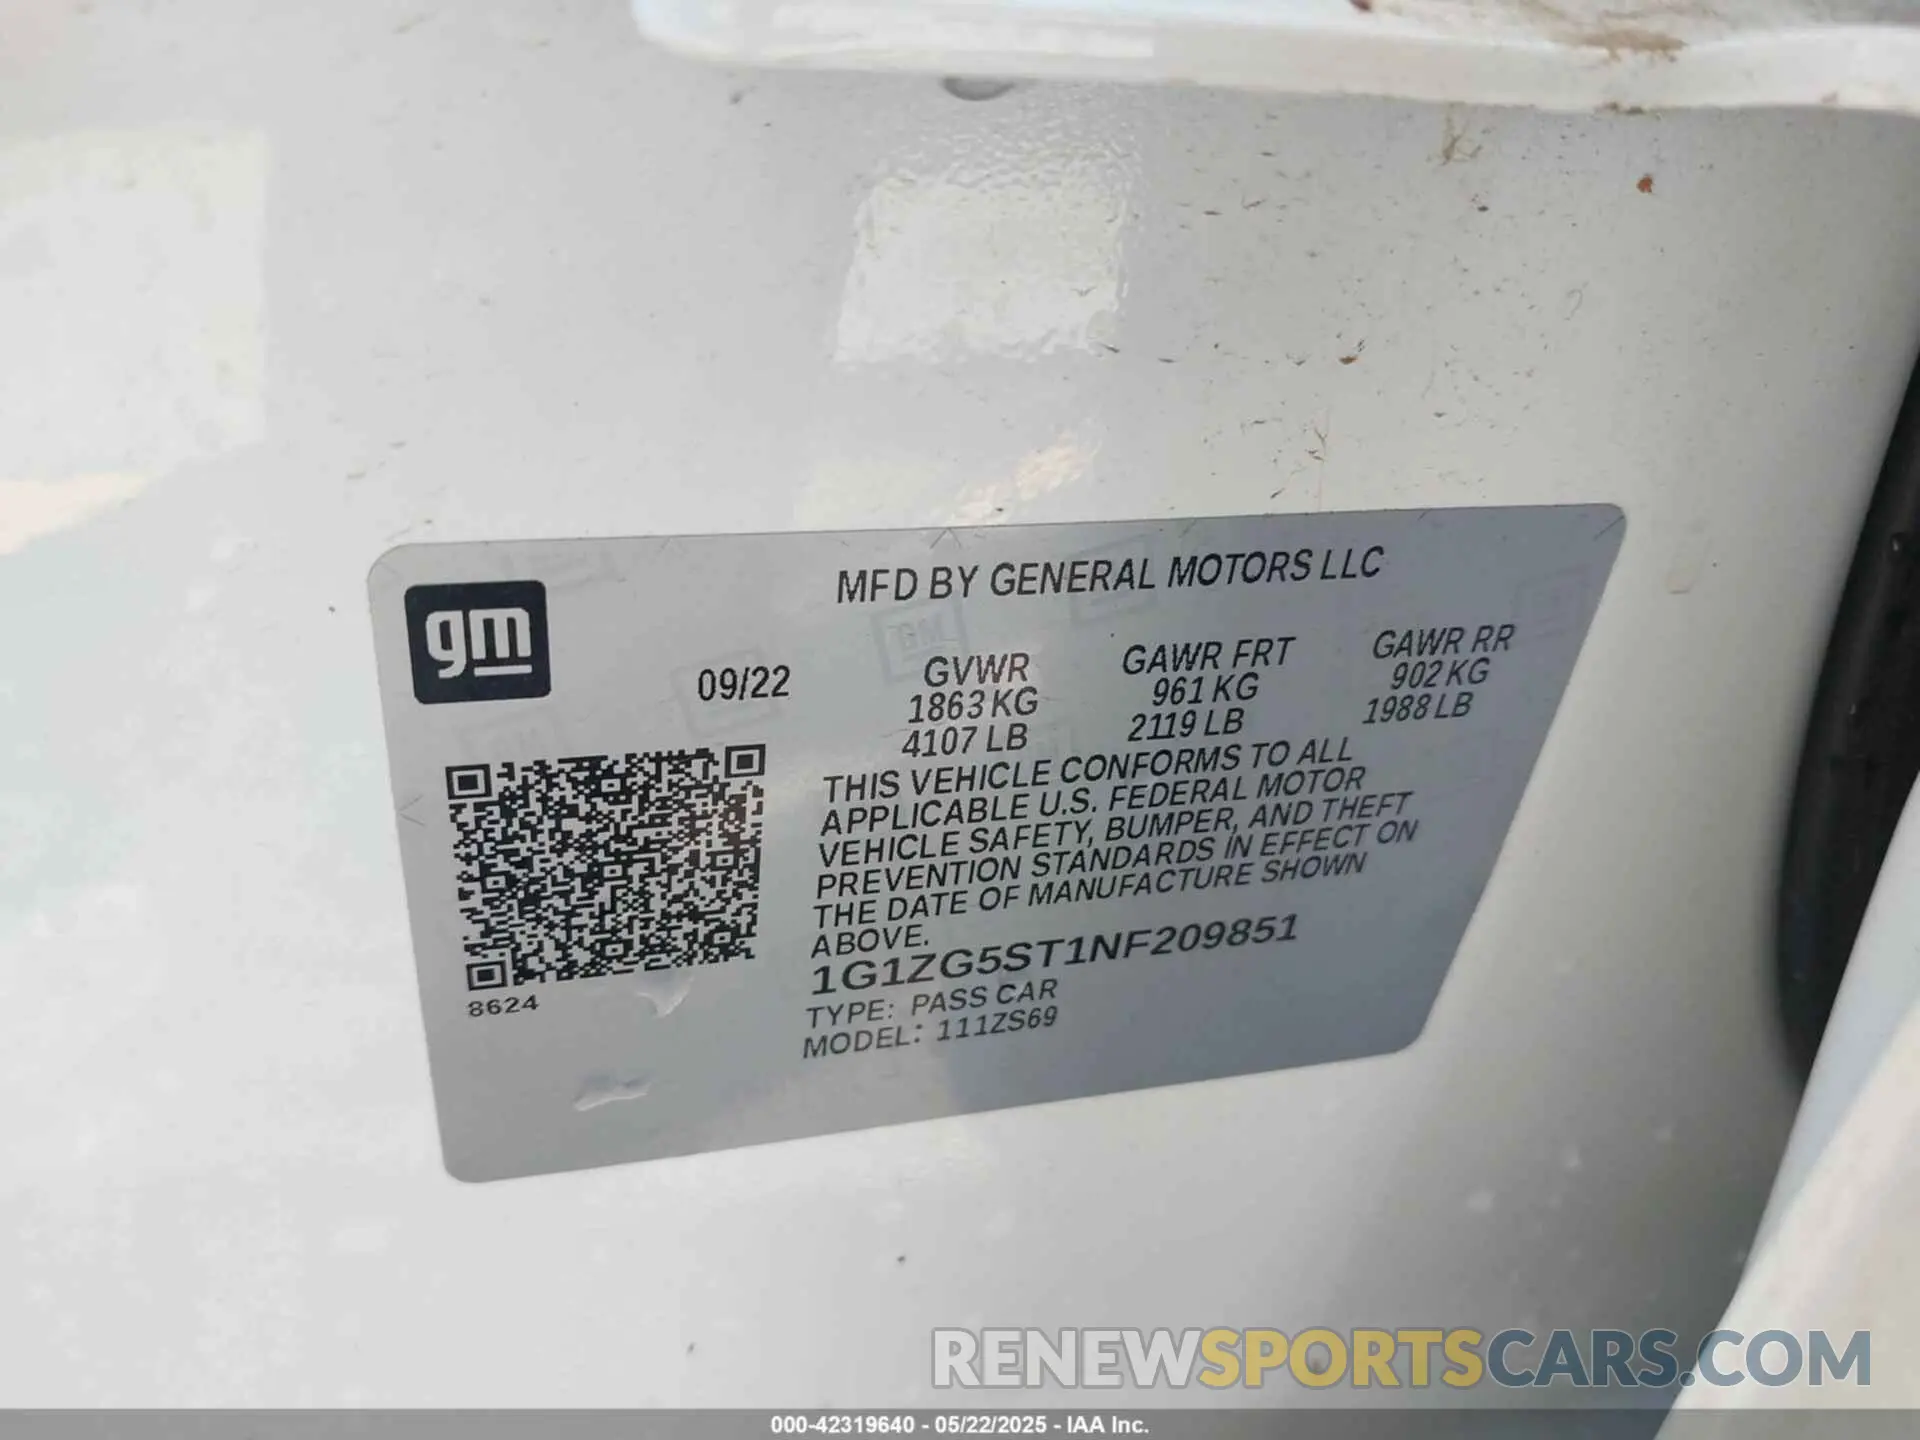 MFD BY GENERAL MOTORS LLC
gm
09/22
GVWR
1863 KG
4107 LB
GAWR FRT
961 KG
2119 LB
GAWR RR
902 KG
1988 LB
THIS VEHICLE CONFORMS TO ALL
APPLICABLE U.S. FEDERAL MOTOR
VEHICLE SAFETY, BUMPER, AND THEFT
PREVENTION STANDARDS IN EFFECT ON
THE DATE OF MANUFACTURE SHOWN
ABOVE.
1G1ZG5ST1NF209851
TYPE: PASS CAR
MODEL: 111ZS69
8624
RENEWSPORTSCARS.COM
000-42319640 - 05/22/2025 - IAA Inc.